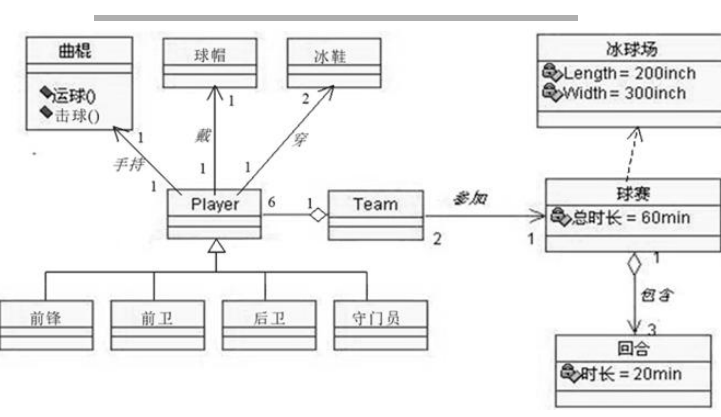 曲棍
运球()
击球()
球帽
冰鞋
冰球场
Length = 200inch
Width = 300inch
1
2
1
戴
穿
手持
1
1
1
Player
6
1
Team
参加
2
1
球赛
总时长 = 60min
1
包含
3
前锋
前卫
后卫
守门员
回合
时长 = 20min